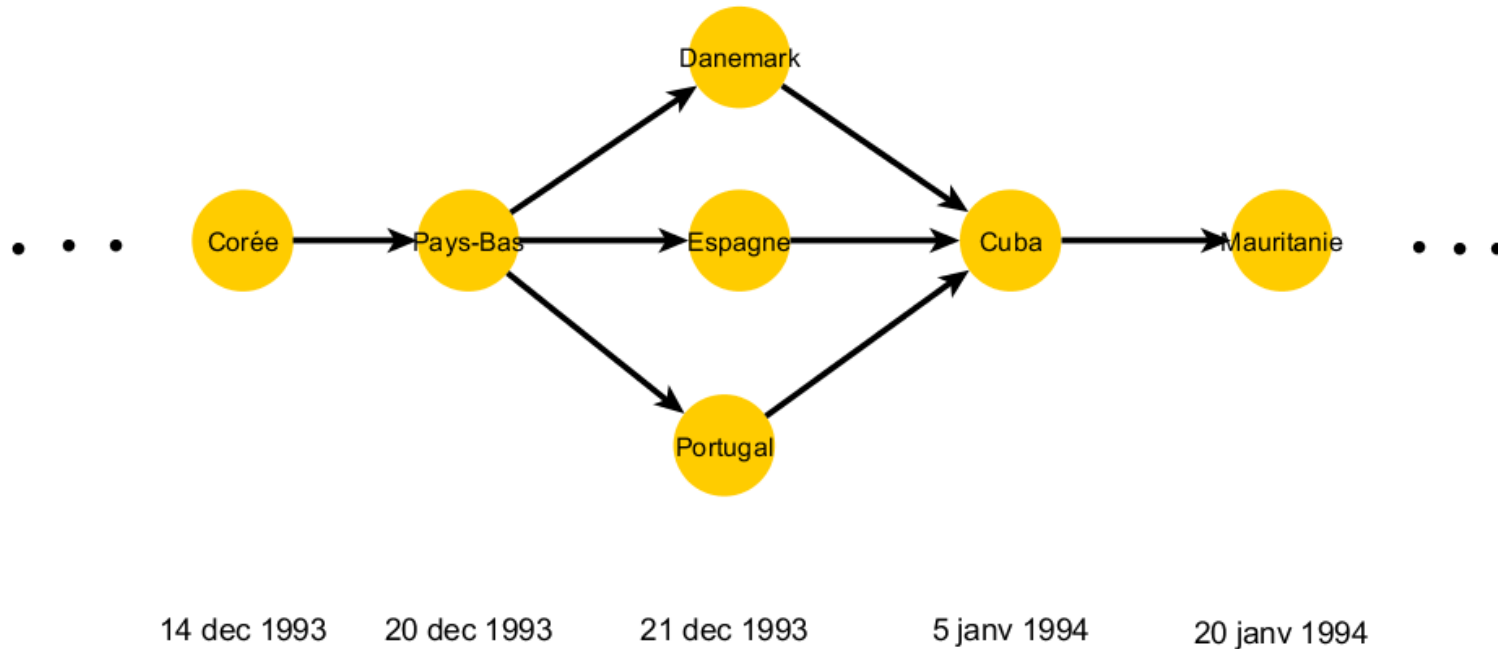 Danemark
Corée
Pays-Bas
Espagne
Cuba
Mauritanie
Portugal
14 dec 1993
20 dec 1993
21 dec 1993
5 janv 1994
20 janv 1994